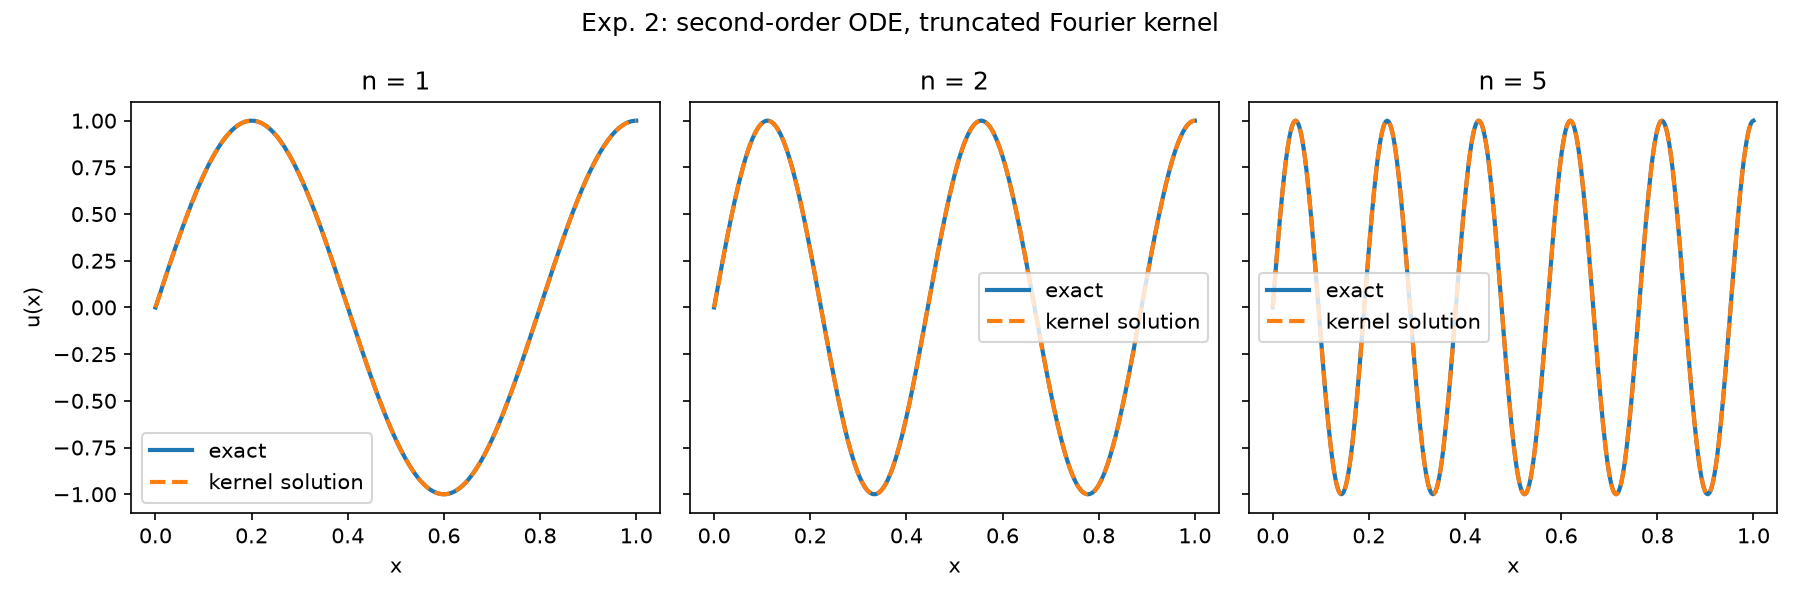 Exp. 2: second-order ODE, truncated Fourier kernel
n = 1
n = 2
n = 5
u(x)
1.00
0.75
0.50
0.25
0.00
−0.25
−0.50
−0.75
−1.00
exact
kernel solution
exact
kernel solution
exact
kernel solution
0.0 0.2 0.4 0.6 0.8 1.0
0.0 0.2 0.4 0.6 0.8 1.0
0.0 0.2 0.4 0.6 0.8 1.0
x
x
x